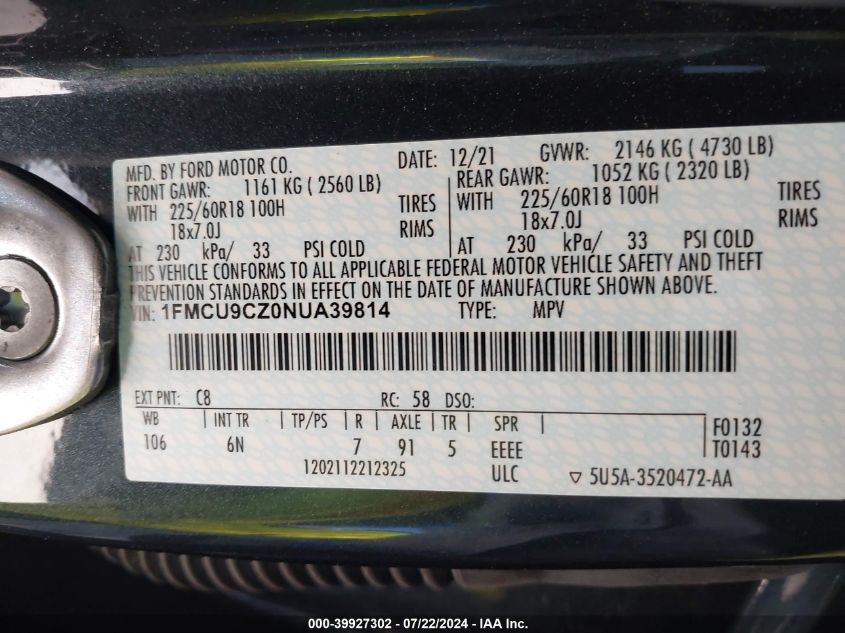 MFD. BY FORD MOTOR CO. DATE: 12/21 GVWR: 2146 KG ( 4730 LB)
FRONT GAWR: 1161 KG ( 2560 LB) REAR GAWR: 1052 KG ( 2320 LB)
WITH 225/60R18 100H TIRES WITH 225/60R18 100H TIRES
18x7.0J RIMS 18x7.0J RIMS
AT 230 kPa/ 33 PSI COLD AT 230 kPa/ 33 PSI COLD
THIS VEHICLE CONFORMS TO ALL APPLICABLE FEDERAL MOTOR VEHICLE SAFETY AND THEFT
PREVENTION STANDARDS IN EFFECT ON THE DATE OF MANUFACTURE SHOWN ABOVE.
VIN: 1FMCU9CZ0NUA39814 TYPE: MPV
EXT PNT: C8 RC: 58 DSO:
WB | INT TR | TP/PS | R | AXLE | TR | SPR | F0132
106 6N 7 91 5 EEEE T0143
1202112212325 ULC ▽ 5U5A-3520472-AA
000-39927302 - 07/22/2024 - IAA Inc.